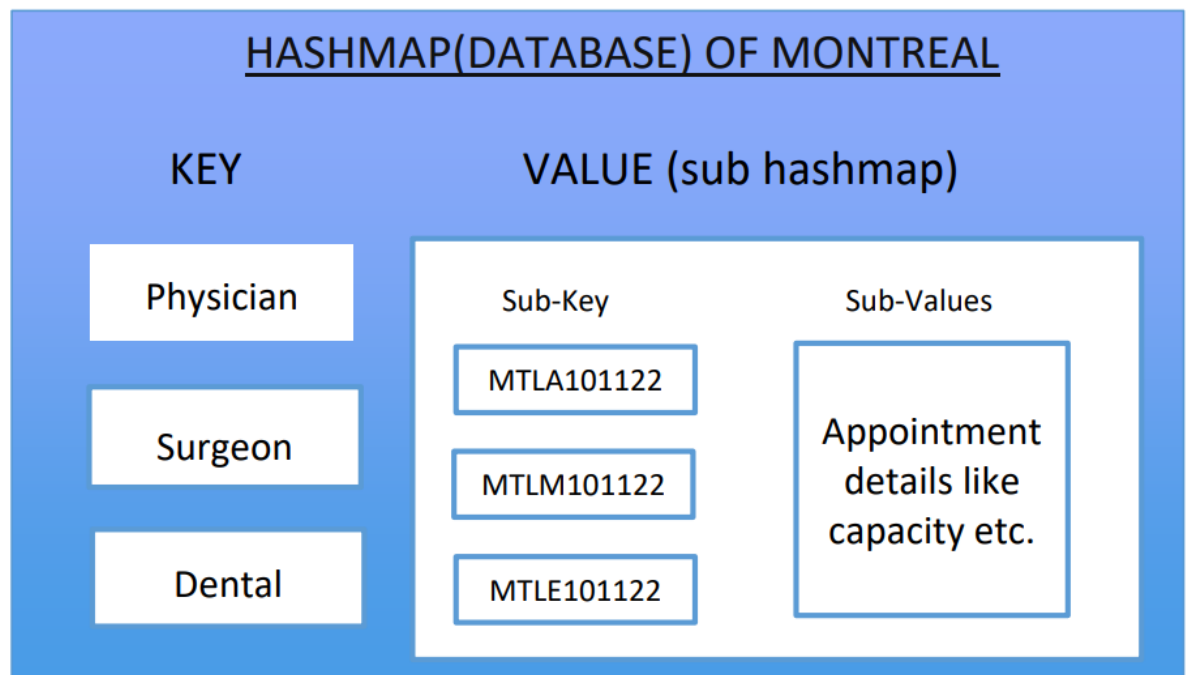 HASHMAP(DATABASE) OF MONTREAL
KEY
VALUE (sub hashmap)
Physician
Surgeon
Dental
Sub-Key
Sub-Values
MTLA101122
MTLM101122
MTLE101122
Appointment
details like
capacity etc.